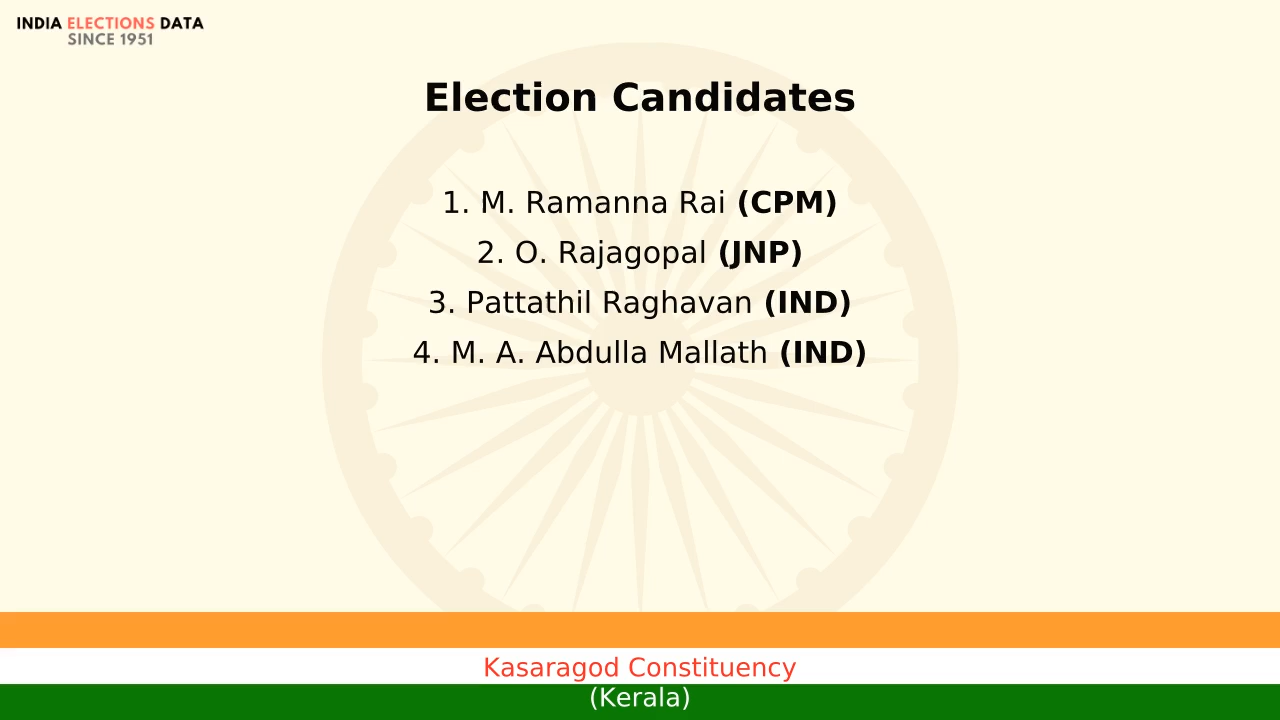 INDIA ELECTIONS DATA
SINCE 1951
Election Candidates
1. M. Ramanna Rai (CPM)
2. O. Rajagopal (JNP)
3. Pattathil Raghavan (IND)
4. M. A. Abdulla Mallath (IND)
Kasaragod Constituency
(Kerala)